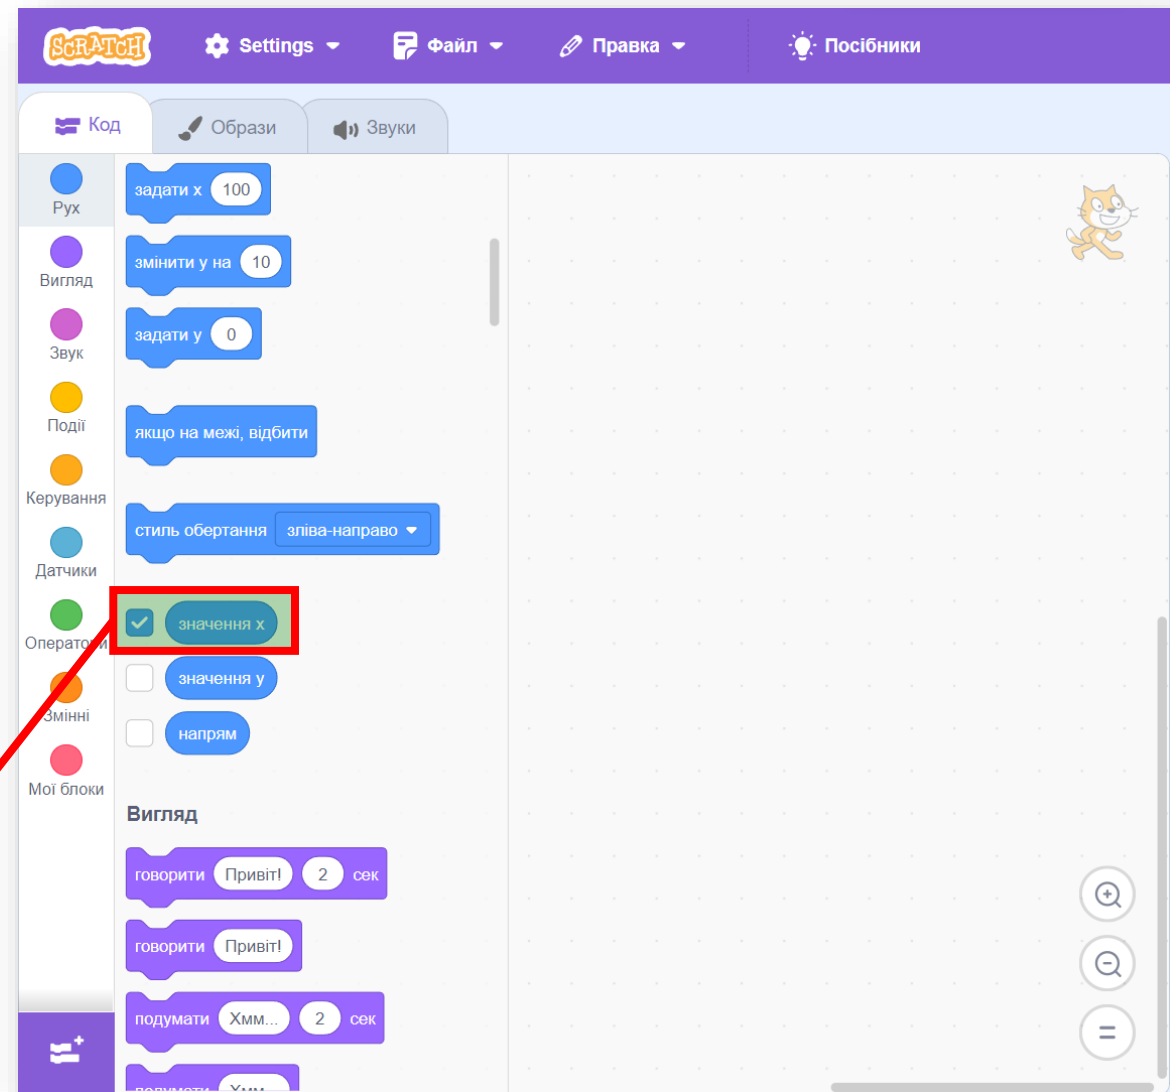 SCRATCH Settings Файл Правка Посібники
Код Образи Звуки
Рух
Вигляд
Звук
Події
Керування
Датчики
Оператори
Змінні
Мої блоки
задати x 100
змінити y на 10
задати y 0
якщо на межі, відбити
стиль обертання зліва-направо
значення x
значення y
напрям
Вигляд
говорити Привіт! 2 сек
говорити Привіт!
подумати Хмм... 2 сек
подумати Хмм...